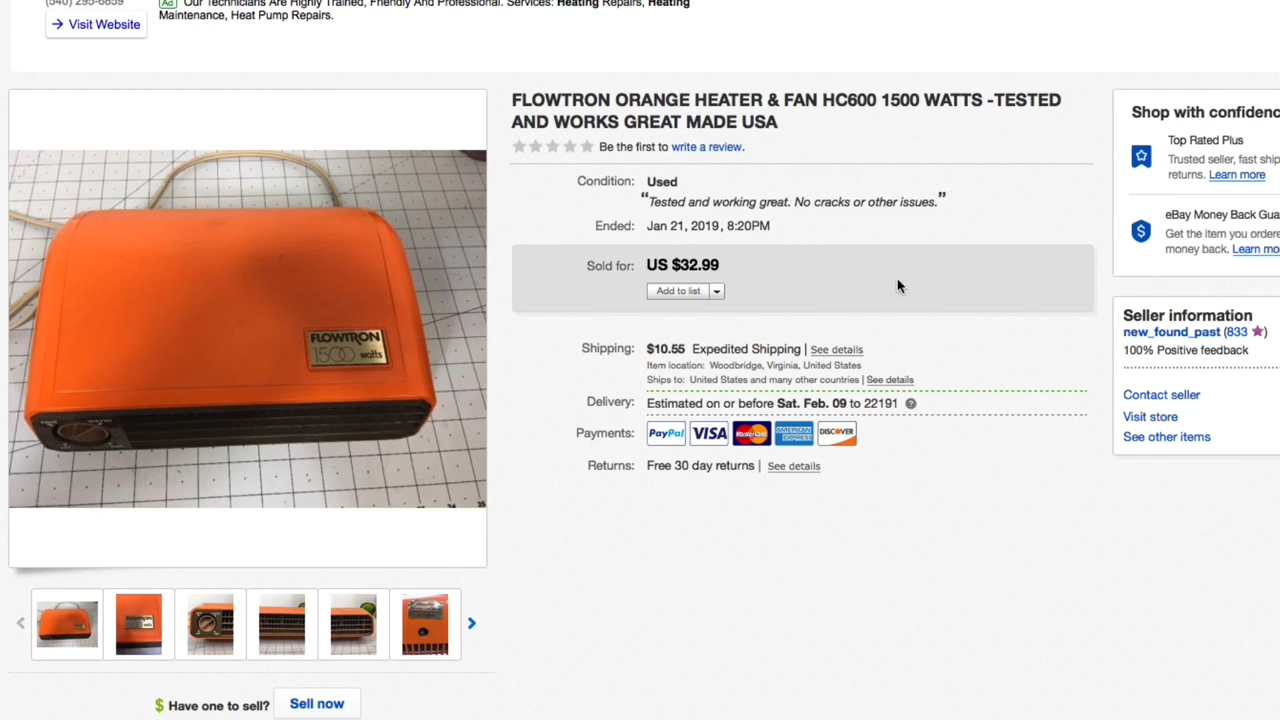 (540) 295-6859
Ad Our Technicians Are Highly Trained, Friendly And Professional. Services: Heating Repairs, Heating
Maintenance, Heat Pump Repairs.
→ Visit Website
FLOWTRON ORANGE HEATER & FAN HC600 1500 WATTS -TESTED
AND WORKS GREAT MADE USA
Be the first to write a review.
Condition: Used
“Tested and working great. No cracks or other issues.”
Ended: Jan 21, 2019, 8:20PM
Sold for: US $32.99
Add to list
Shipping: $10.55 Expedited Shipping | See details
Item location: Woodbridge, Virginia, United States
Ships to: United States and many other countries | See details
Delivery: Estimated on or before Sat. Feb. 09 to 22191 ?
Payments: PayPal VISA MasterCard AMERICAN EXPRESS DISCOVER
Returns: Free 30 day returns | See details
FLOWTRON
1500 watts
$ Have one to sell? Sell now
Shop with confidenc
Top Rated Plus
Trusted seller, fast ship
returns. Learn more
eBay Money Back Gua
Get the item you ordere
money back. Learn mo
Seller information
new_found_past (833 ★)
100% Positive feedback
Contact seller
Visit store
See other items